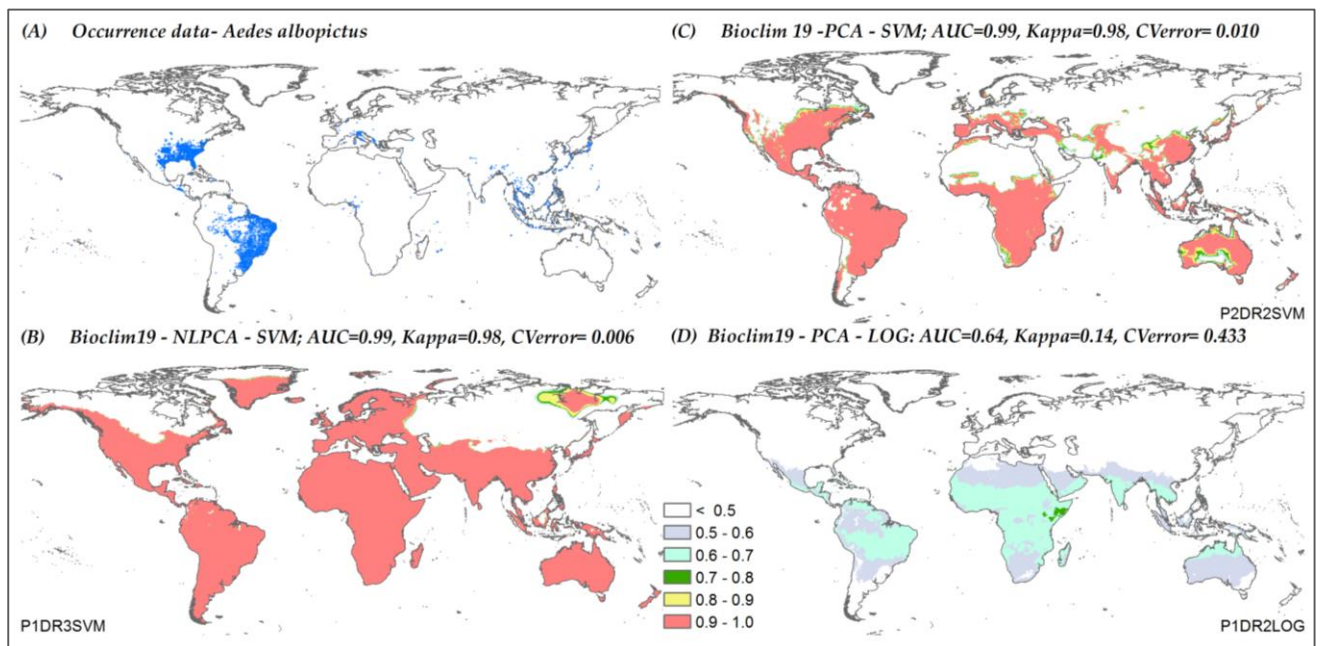 (A) Occurrence data- Aedes albopictus
(C) Bioclim 19 -PCA - SVM; AUC=0.99, Kappa=0.98, CVerror= 0.010
P2DR2SVM
(B) Bioclim19 - NLPCA - SVM; AUC=0.99, Kappa=0.98, CVerror= 0.006
(D) Bioclim19 - PCA - LOG: AUC=0.64, Kappa=0.14, CVerror= 0.433
< 0.5
0.5 - 0.6
0.6 - 0.7
0.7 - 0.8
0.8 - 0.9
0.9 - 1.0
P1DR3SVM
P1DR2LOG